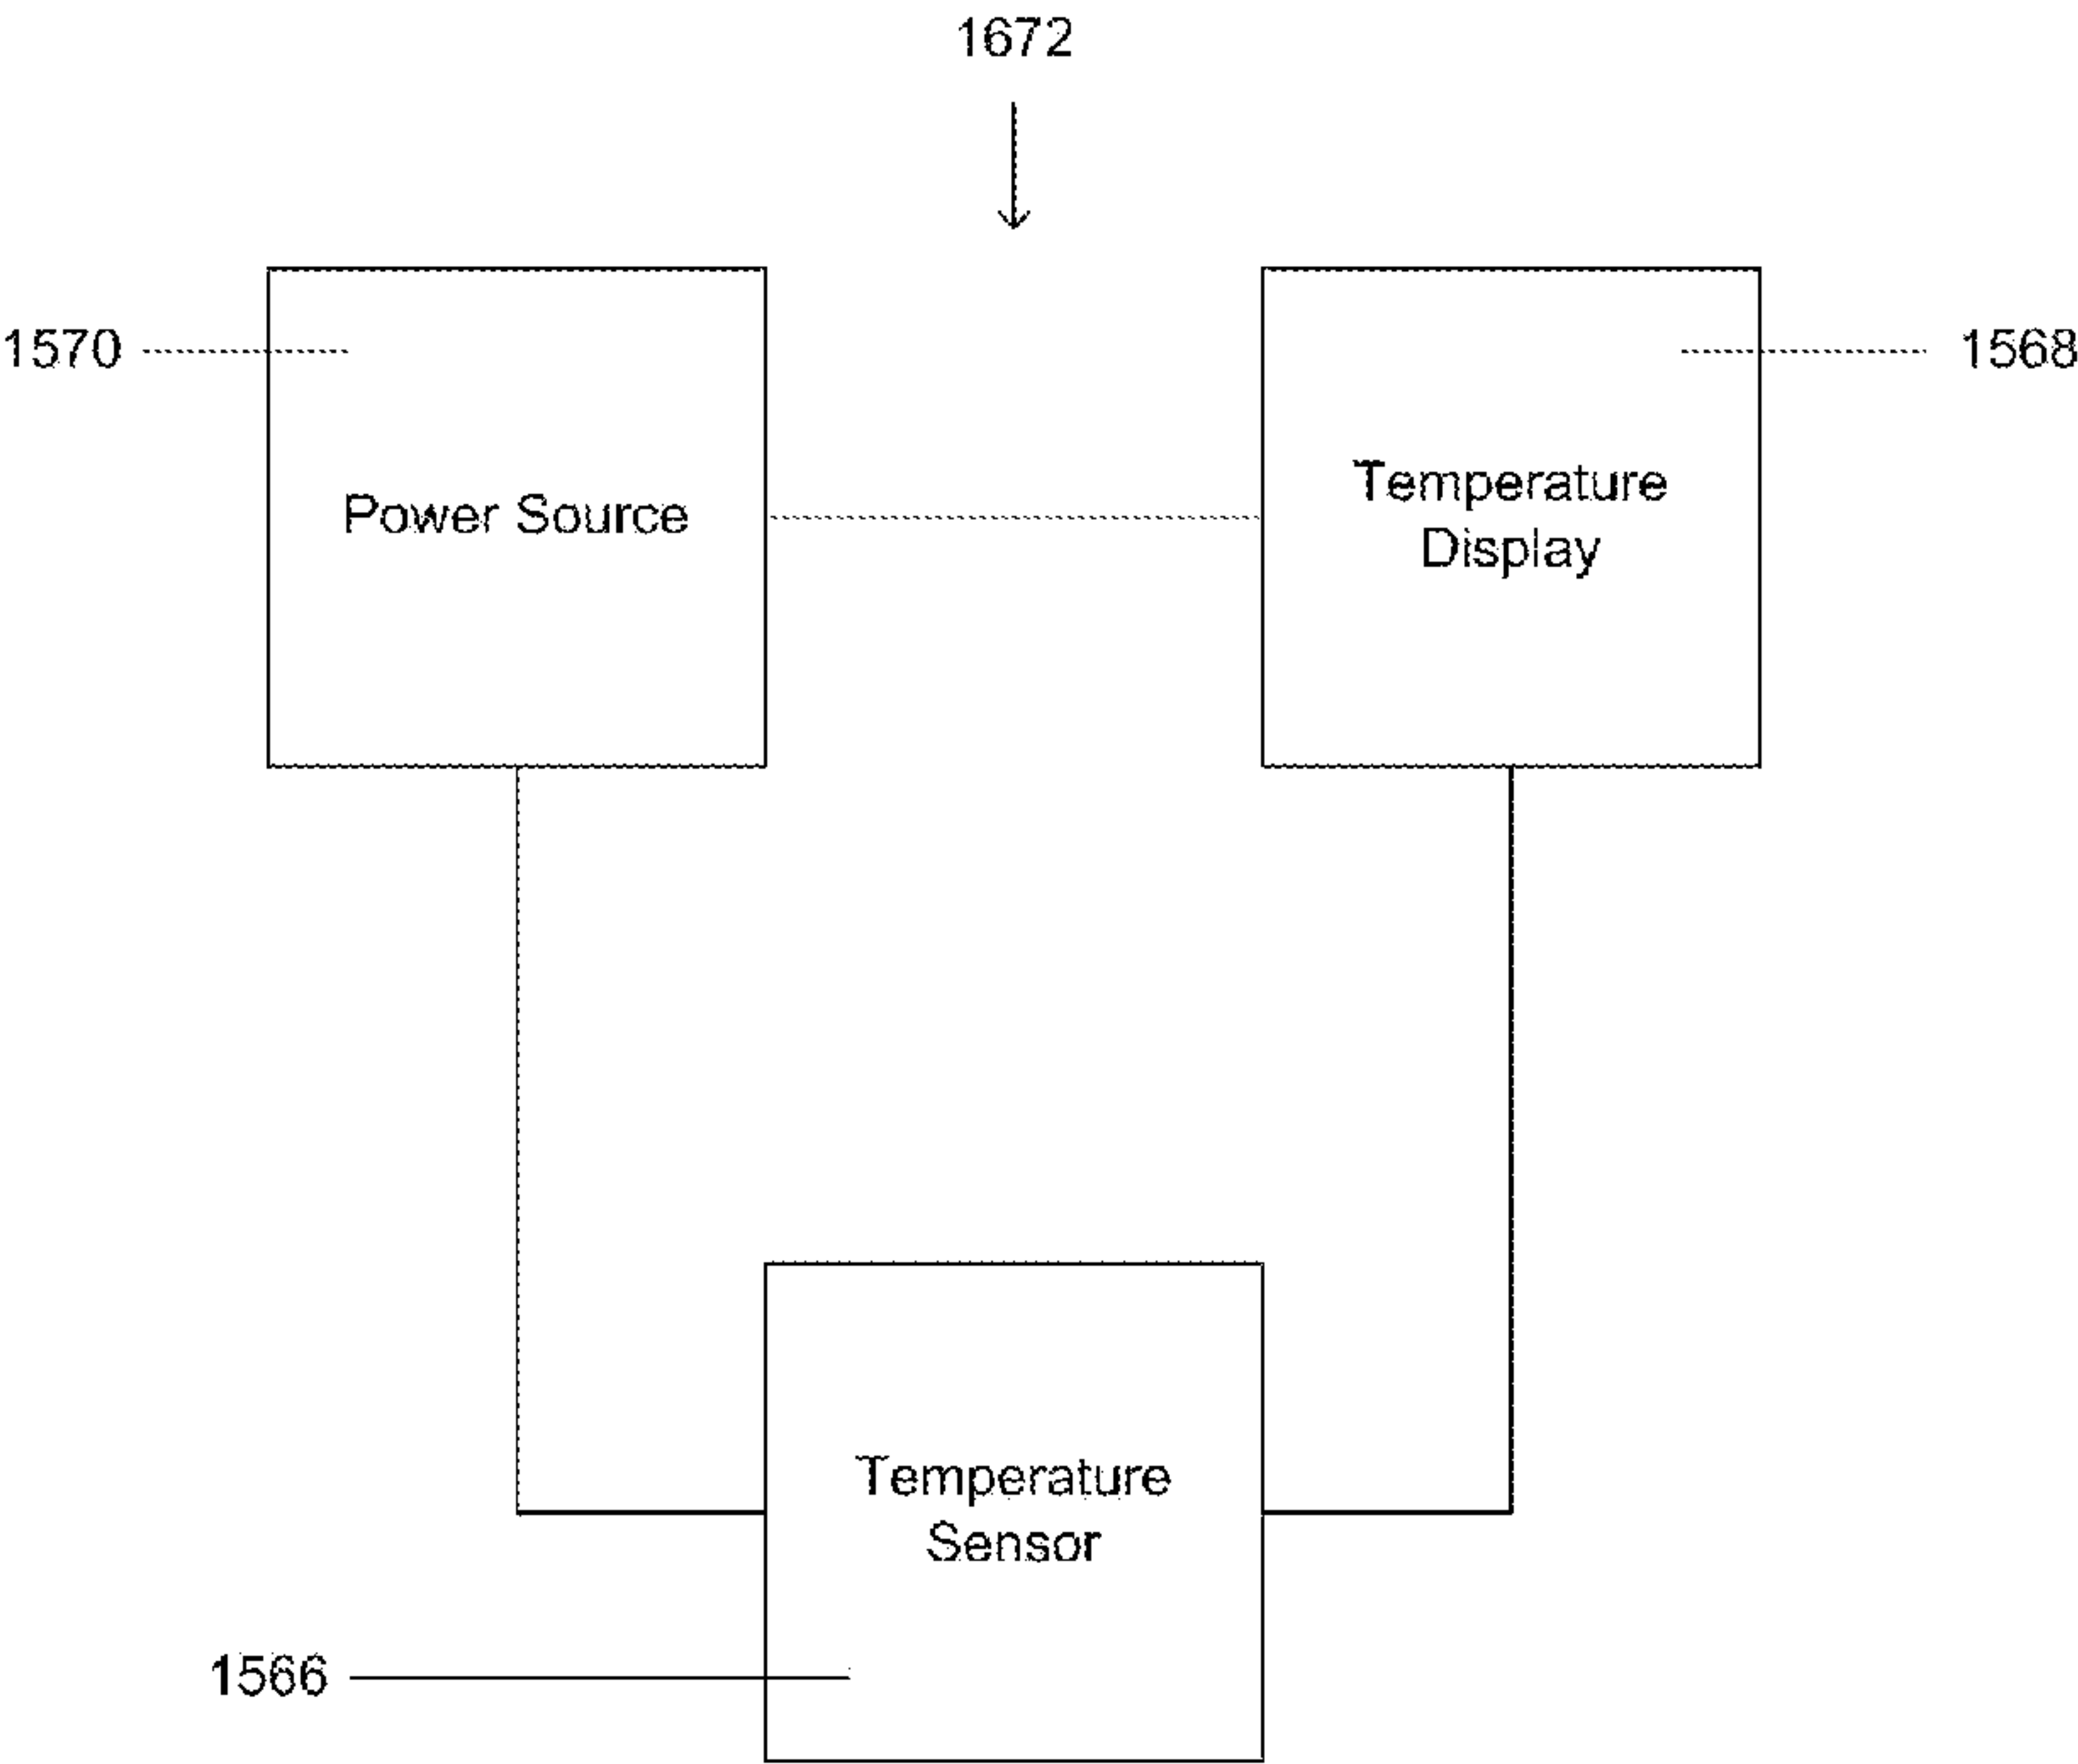 1672
1570
1568
Power Source
Temperature
Display
Temperature
Sensor
1566